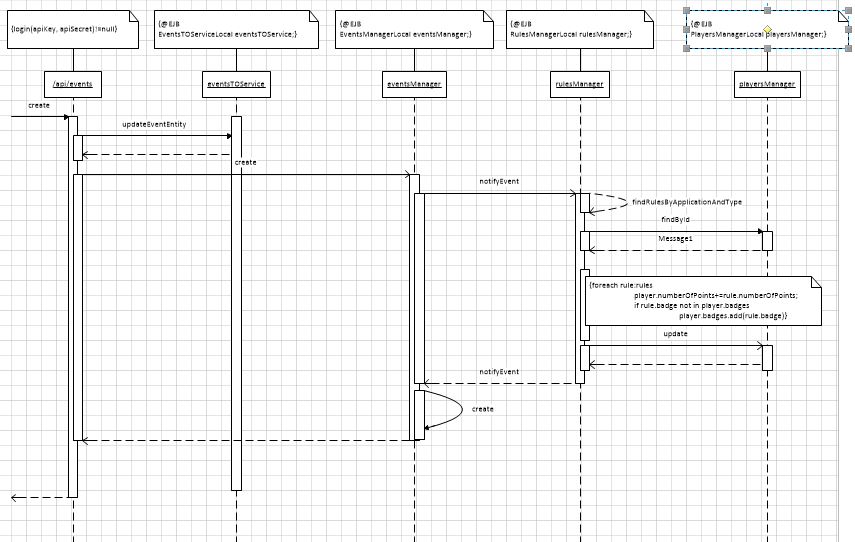 {login(apiKey, apiSecret)!=null}
{@EJB
EventsTOServiceLocal eventsTOService;}
{@EJB
EventsManagerLocal eventsManager;}
{@EJB
RulesManagerLocal rulesManager;}
{@EJB
PlayersManagerLocal playersManager;}
/api/events
eventsTOService
eventsManager
rulesManager
playersManager
create
updateEventEntity
create
notifyEvent
findRulesByApplicationAndType
findById
Message1
{foreach rule:rules
player.numberOfPoints+=rule.numberOfPoints;
if rule.badge not in player.badges
player.badges.add(rule.badge)}
update
notifyEvent
create